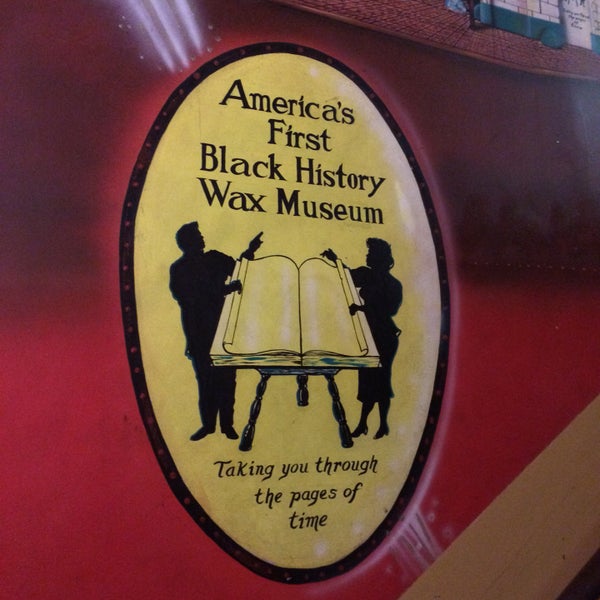 America's
First
Black History
Wax Museum
Taking you through
the pages of
time